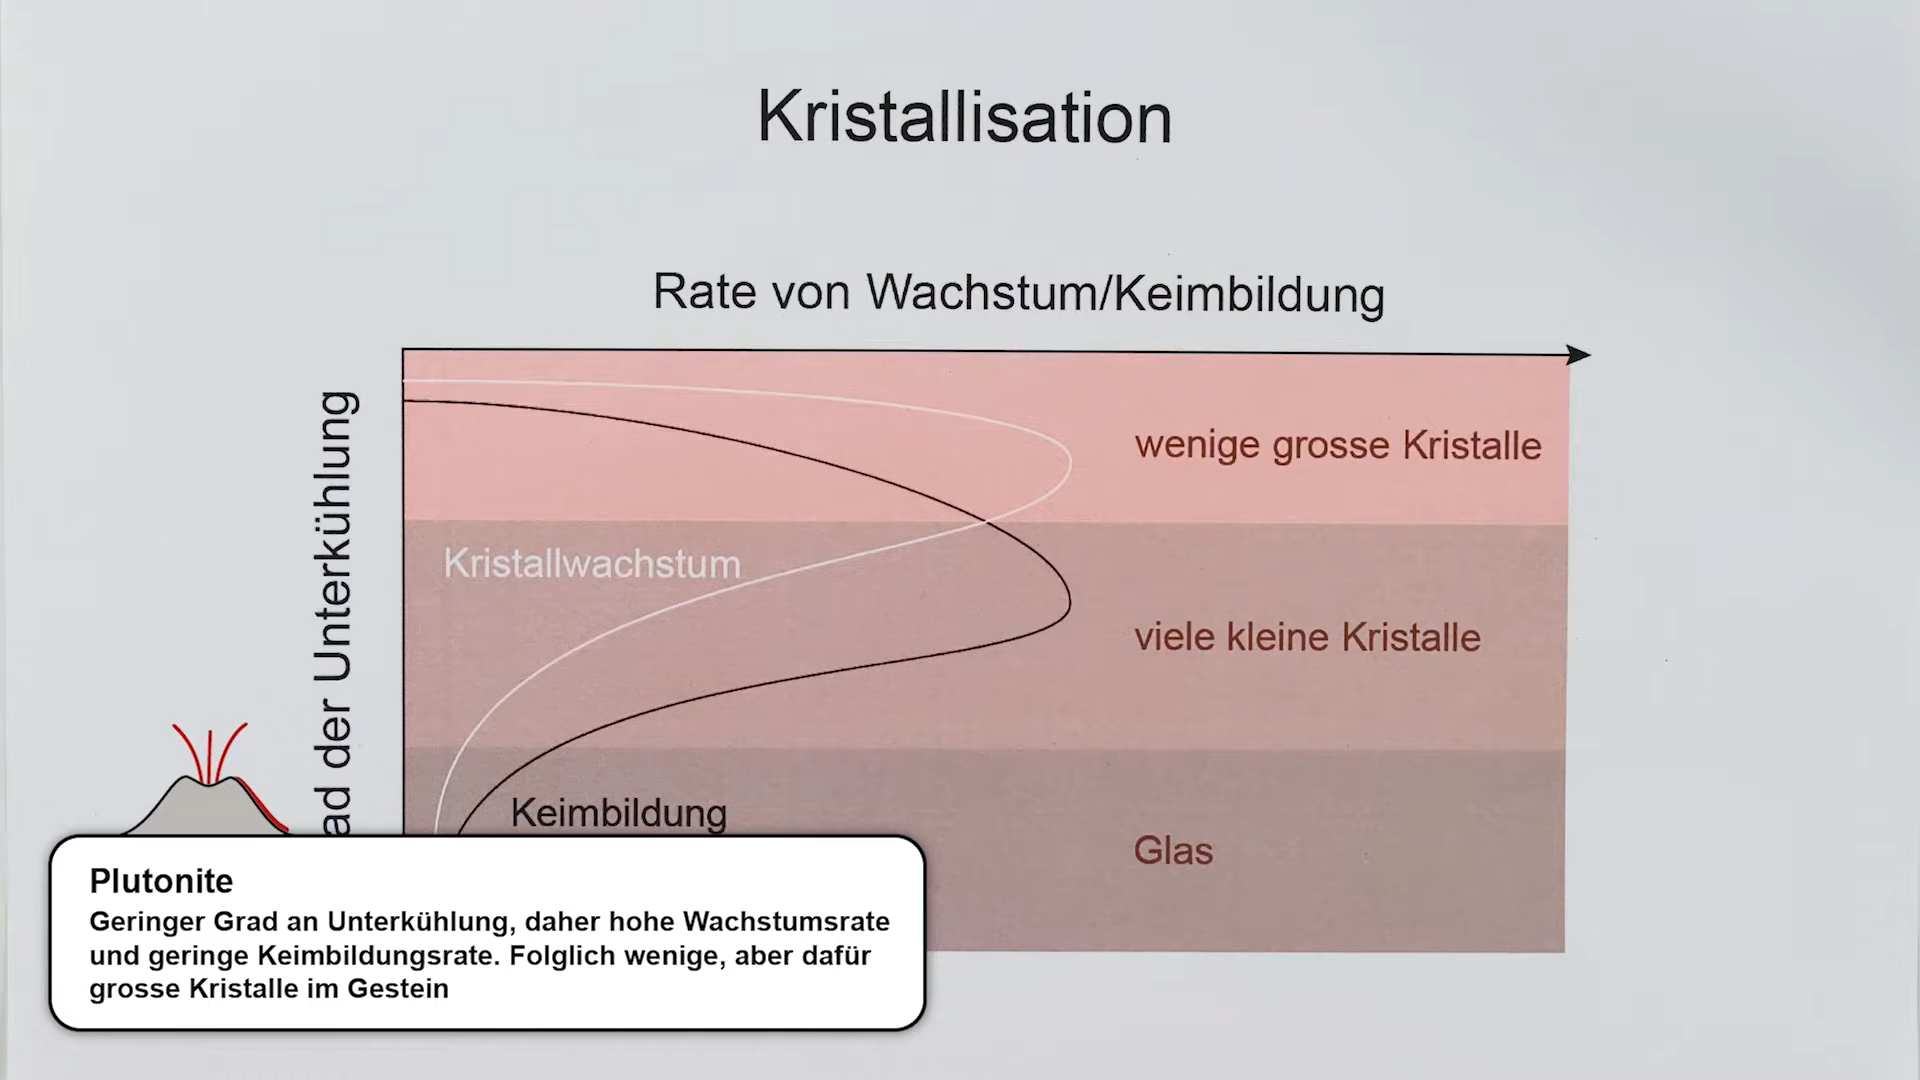 Kristallisation
Rate von Wachstum/Keimbildung
ad der Unterkühlung
wenige grosse Kristalle
Kristallwachstum
viele kleine Kristalle
Keimbildung
Glas
Plutonite
Geringer Grad an Unterkühlung, daher hohe Wachstumsrate
und geringe Keimbildungsrate. Folglich wenige, aber dafür
grosse Kristalle im Gestein